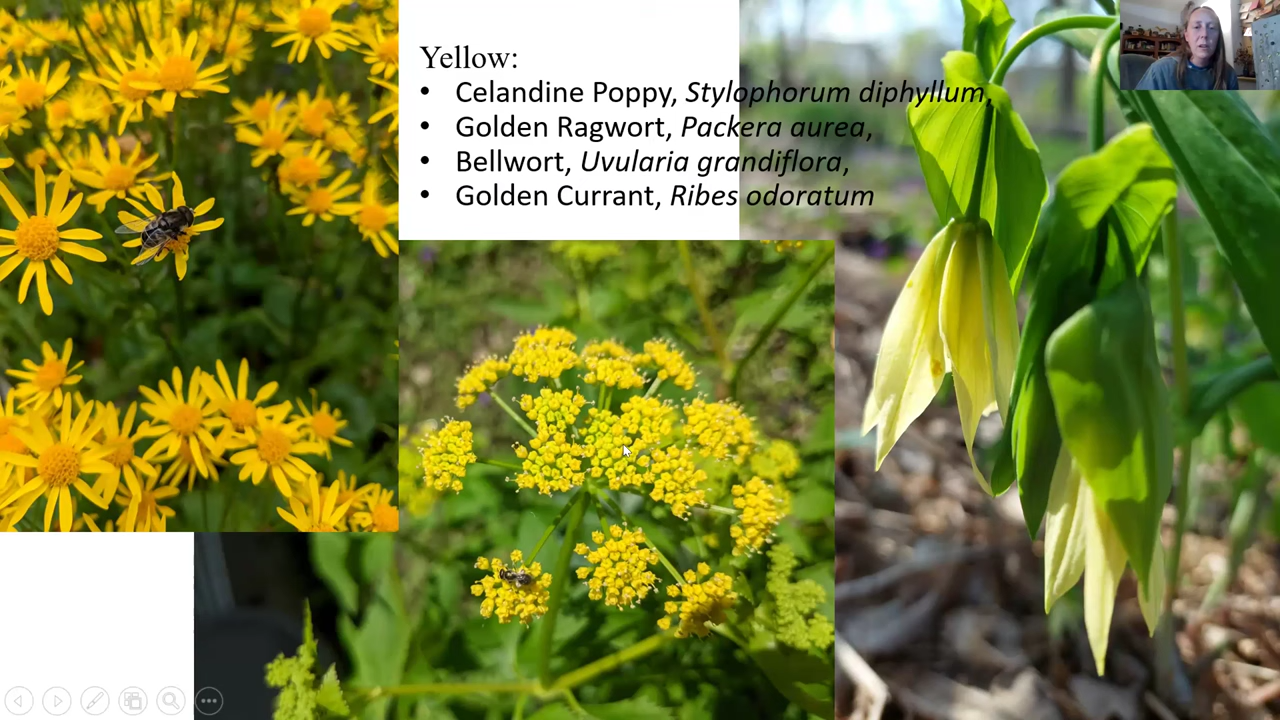 Yellow:
• Celandine Poppy, Stylophorum diphyllum,
• Golden Ragwort, Packera aurea,
• Bellwort, Uvularia grandiflora,
• Golden Currant, Ribes odoratum